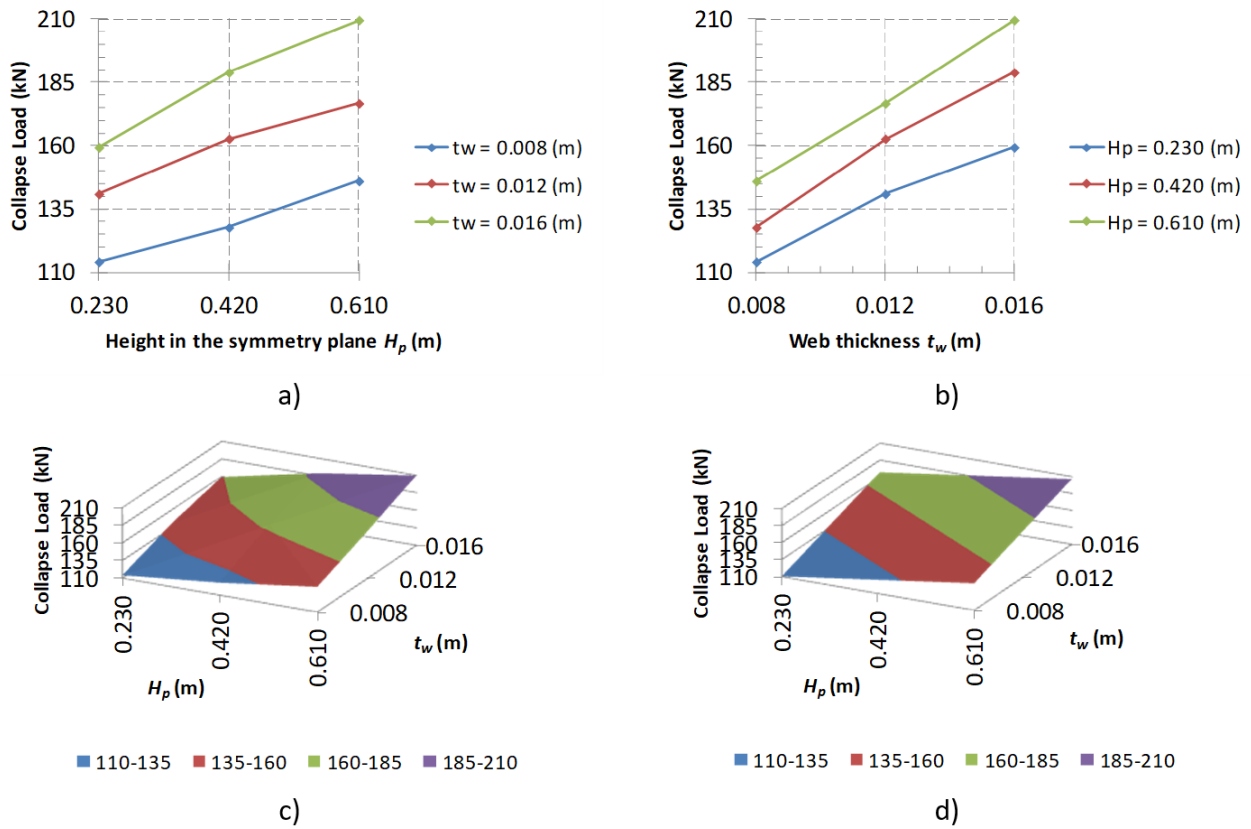 210
185
160
135
110
Collapse Load (kN)
0.230 0.420 0.610
Height in the symmetry plane Hp (m)
tw = 0.008 (m)
tw = 0.012 (m)
tw = 0.016 (m)
a)
210
185
160
135
110
Collapse Load (kN)
0.008 0.012 0.016
Web thickness tw (m)
Hp = 0.230 (m)
Hp = 0.420 (m)
Hp = 0.610 (m)
b)
Collapse Load (kN)
210
185
160
135
110
0.230
0.420
0.610
Hp (m)
0.016
0.012
0.008
tw (m)
110-135 135-160 160-185 185-210
c)
Collapse Load (kN)
210
185
160
135
110
0.230
0.420
0.610
Hp (m)
0.016
0.012
0.008
tw (m)
110-135 135-160 160-185 185-210
d)